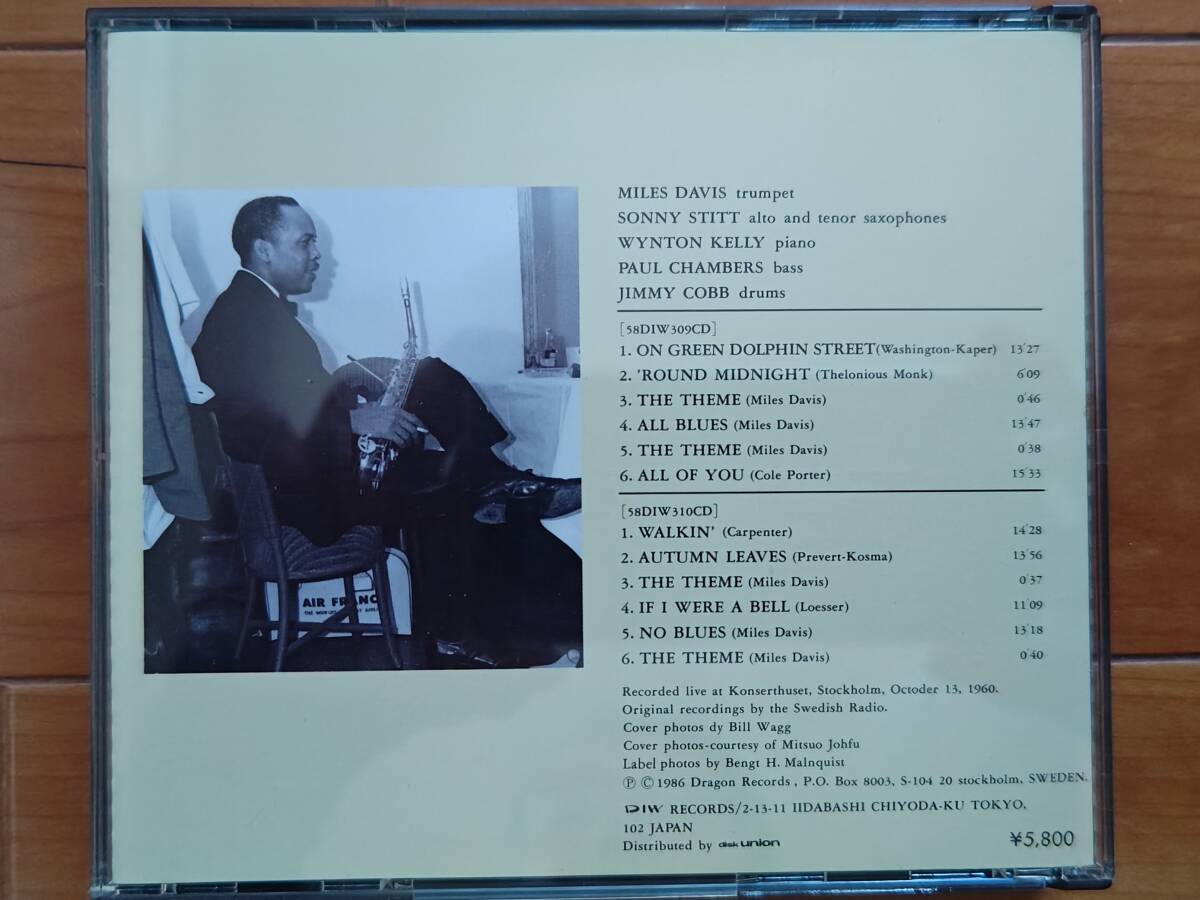 MILES DAVIS trumpet
SONNY STITT alto and tenor saxophones
WYNTON KELLY piano
PAUL CHAMBERS bass
JIMMY COBB drums
[58DIW309CD]
1. ON GREEN DOLPHIN STREET (Washington-Kaper) 13'27
2. 'ROUND MIDNIGHT (Thelonious Monk) 6'09
3. THE THEME (Miles Davis) 0'46
4. ALL BLUES (Miles Davis) 13'47
5. THE THEME (Miles Davis) 0'38
6. ALL OF YOU (Cole Porter) 15'33
[58DIW310CD]
1. WALKIN' (Carpenter) 14'28
2. AUTUMN LEAVES (Prevert-Kosma) 13'56
3. THE THEME (Miles Davis) 0'37
4. IF I WERE A BELL (Loesser) 11'09
5. NO BLUES (Miles Davis) 13'18
6. THE THEME (Miles Davis) 0'40
Recorded live at Konserthuset, Stockholm, Octoder 13, 1960.
Original recordings by the Swedish Radio.
Cover photos dy Bill Wagg
Cover photos-courtesy of Mitsuo Johfu
Label photos by Bengt H. Malnquist
Ⓟ © 1986 Dragon Records, P.O. Box 8003, S-104 20 stockholm, SWEDEN.
DIW RECORDS/2-13-11 IIDABASHI CHIYODA-KU TOKYO,
102 JAPAN
Distributed by disk union
¥5,800
AIR FRANC